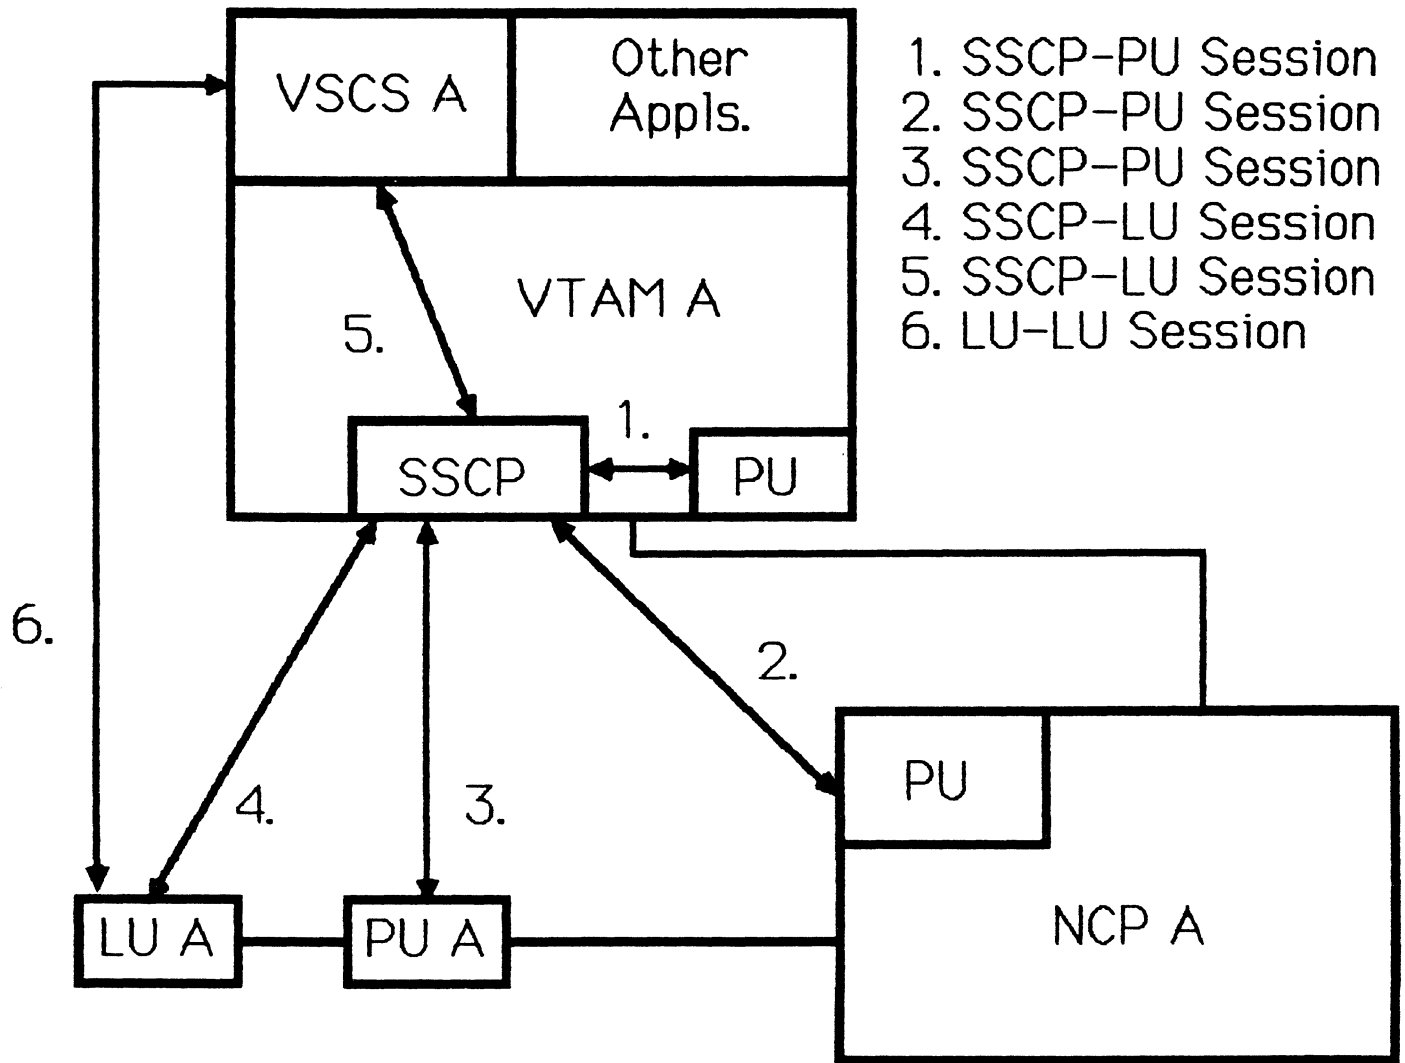 VSCS A
Other
Appls.
1. SSCP-PU Session
2. SSCP-PU Session
3. SSCP-PU Session
4. SSCP-LU Session
5. SSCP-LU Session
6. LU-LU Session
VTAM A
5.
1.
SSCP
PU
6.
2.
4.
3.
PU
LU A
PU A
NCP A